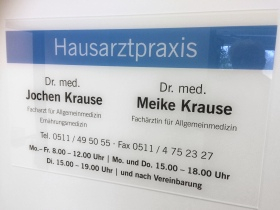 Hausarztpraxis
Dr. med.
Jochen Krause
Facharzt für Allgemeinmedizin
Ernährungsmedizin
Dr. med.
Meike Krause
Fachärztin für Allgemeinmedizin
Tel. 0511 / 49 50 55 · Fax 0511 / 4 75 23 27
Mo.– Fr. 8.00 – 12.00 Uhr | Mo. und Do. 15.00 – 18.00 Uhr
Di. 15.00 – 19.00 Uhr | und nach Vereinbarung